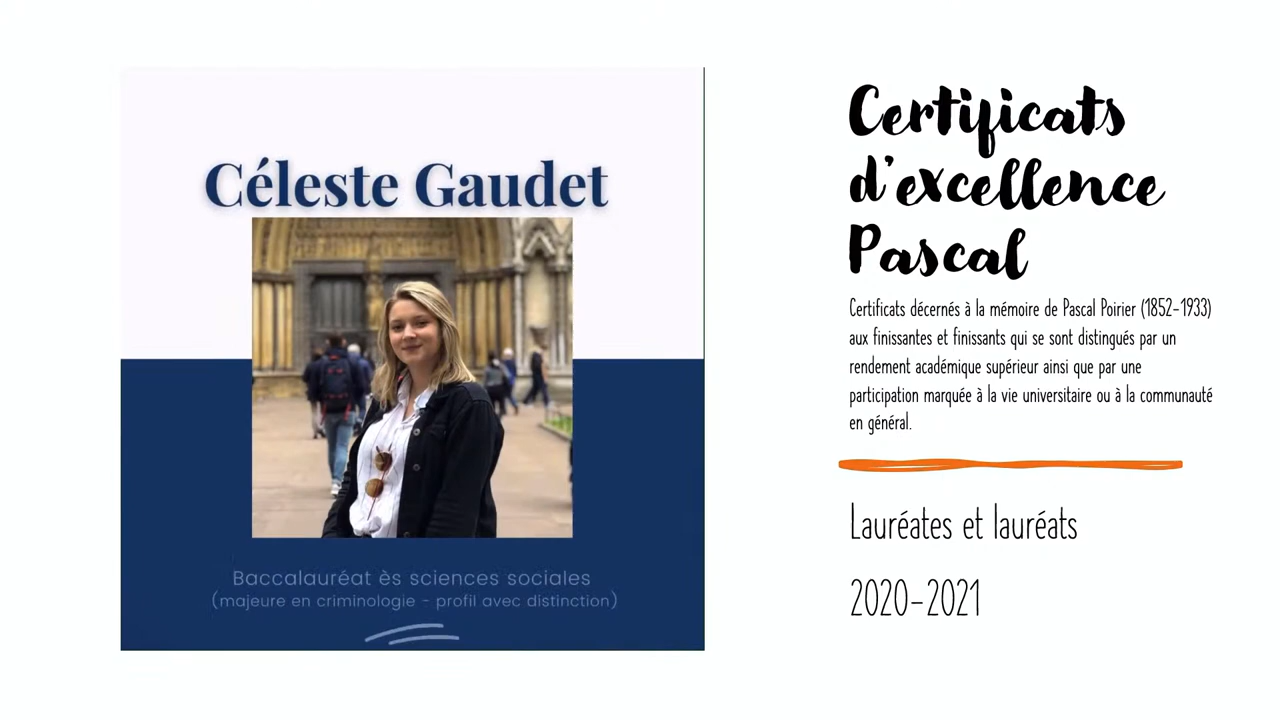 Céleste Gaudet
Baccalauréat ès sciences sociales
(majeure en criminologie - profil avec distinction)
Certificats
d'excellence
Pascal
Certificats décernés à la mémoire de Pascal Poirier (1852-1933)
aux finissantes et finissants qui se sont distingués par un
rendement académique supérieur ainsi que par une
participation marquée à la vie universitaire ou à la communauté
en général.
Lauréates et lauréats
2020-2021